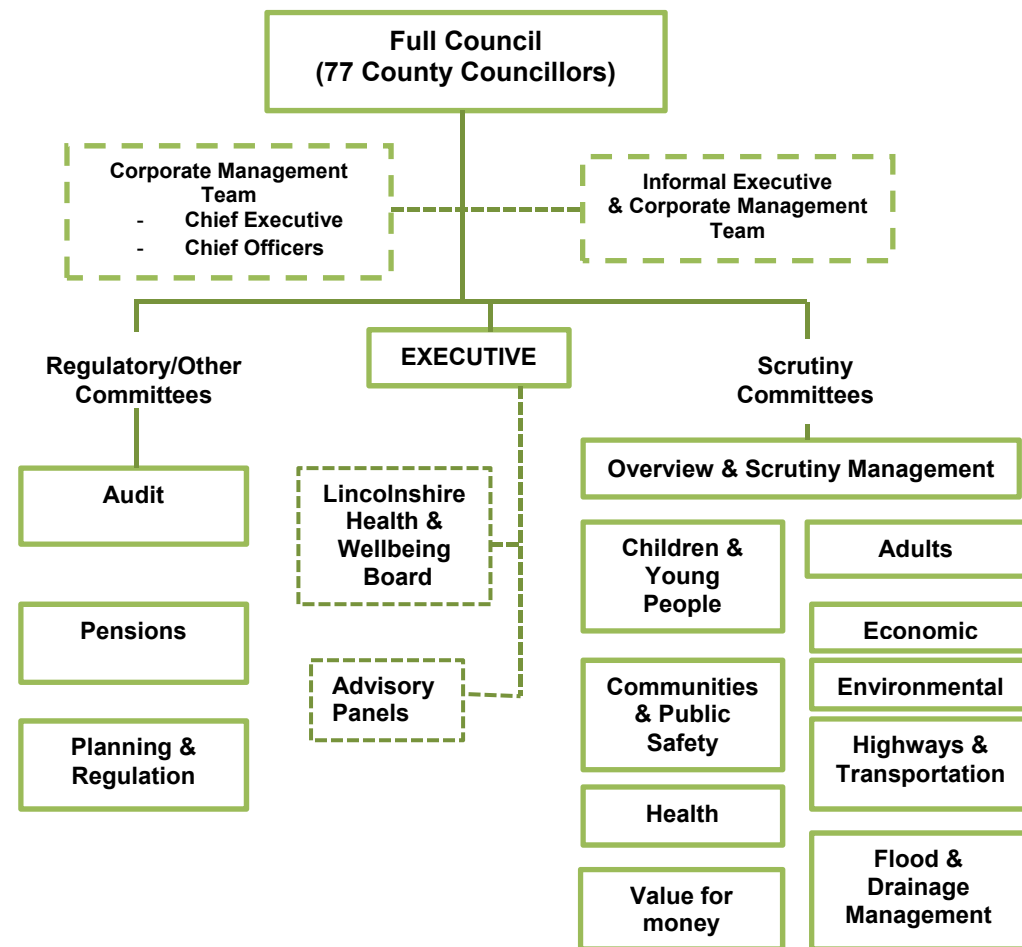 Full Council
(77 County Councillors)
Corporate Management
Team
- Chief Executive
- Chief Officers
Informal Executive
& Corporate Management
Team
Regulatory/Other
Committees
EXECUTIVE
Scrutiny
Committees
Audit
Pensions
Planning &
Regulation
Lincolnshire
Health &
Wellbeing
Board
Advisory
Panels
Overview & Scrutiny Management
Children &
Young
People
Adults
Economic
Communities
& Public
Safety
Environmental
Highways &
Transportation
Health
Value for
money
Flood &
Drainage
Management